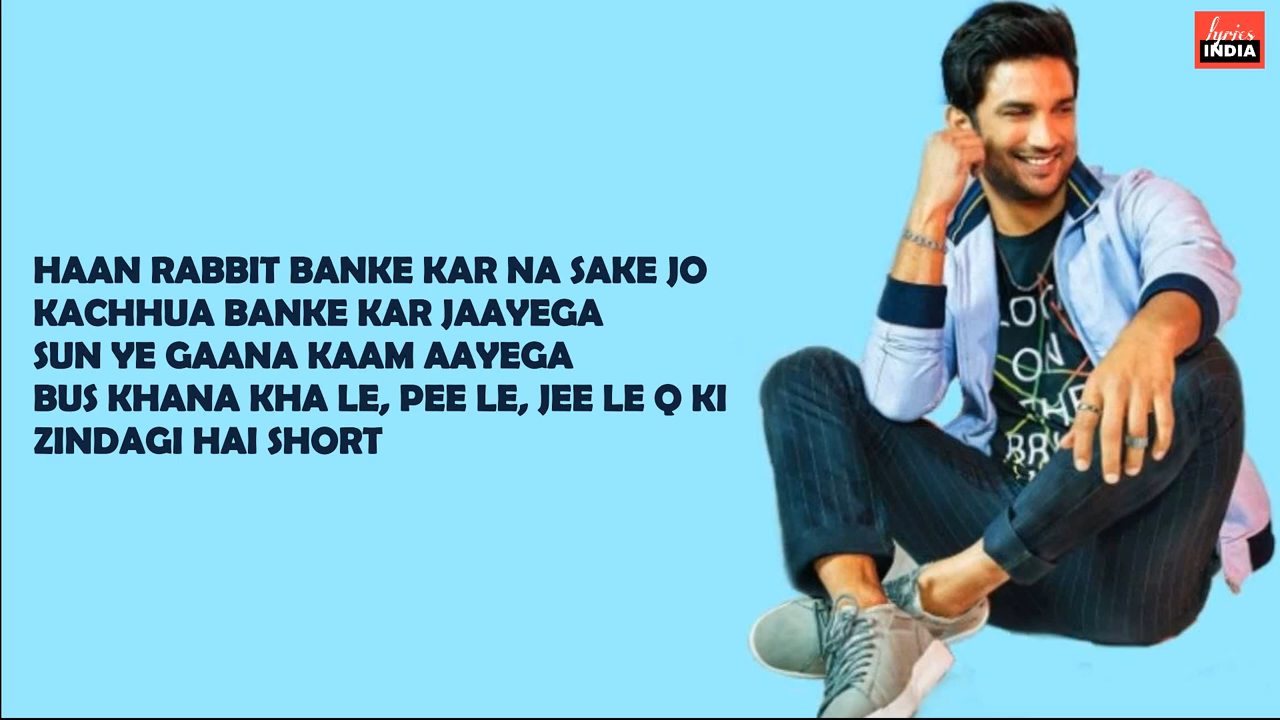 lyrics
INDIA
HAAN RABBIT BANKE KAR NA SAKE JO
KACHHUA BANKE KAR JAAYEGA
SUN YE GAANA KAAM AAYEGA
BUS KHANA KHA LE, PEE LE, JEE LE Q KI
ZINDAGI HAI SHORT
ON